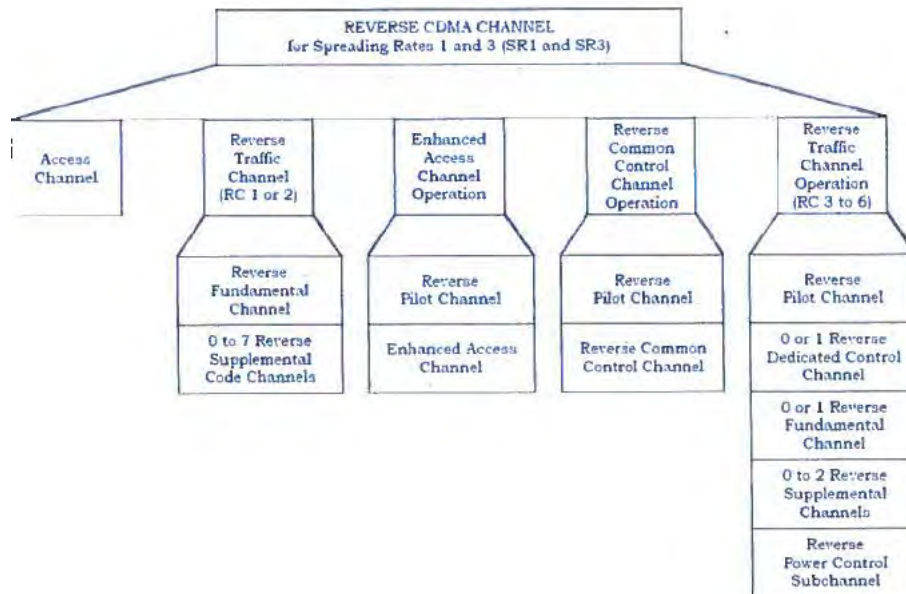 REVERSE CDMA CHANNEL
for Spreading Rates 1 and 3 (SR1 and SR3)
Access
Channel
Reverse
Traffic
Channel
(RC 1 or 2)
Enhanced
Access
Channel
Operation
Reverse
Common
Control
Channel
Operation
Reverse
Traffic
Channel
Operation
(RC 3 to 6)
Reverse
Fundamental
Channel
0 to 7 Reverse
Supplemental
Code Channels
Reverse
Pilot Channel
Enhanced Access
Channel
Reverse
Pilot Channel
Reverse Common
Control Channel
Reverse
Pilot Channel
0 or 1 Reverse
Dedicated Control
Channel
0 or 1 Reverse
Fundamental
Channel
0 to 2 Reverse
Supplemental
Channels
Reverse
Power Control
Subchannel